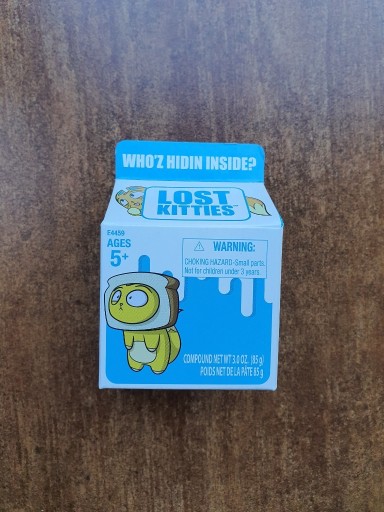 WHO'Z HIDIN INSIDE?
LOST
KITTIES™
E4459
AGES
5+
⚠ WARNING:
CHOKING HAZARD-Small parts.
Not for children under 3 years.
COMPOUND NET WT 3.0 OZ. (85 g)
POIDS NET DE LA PÂTE 85 g